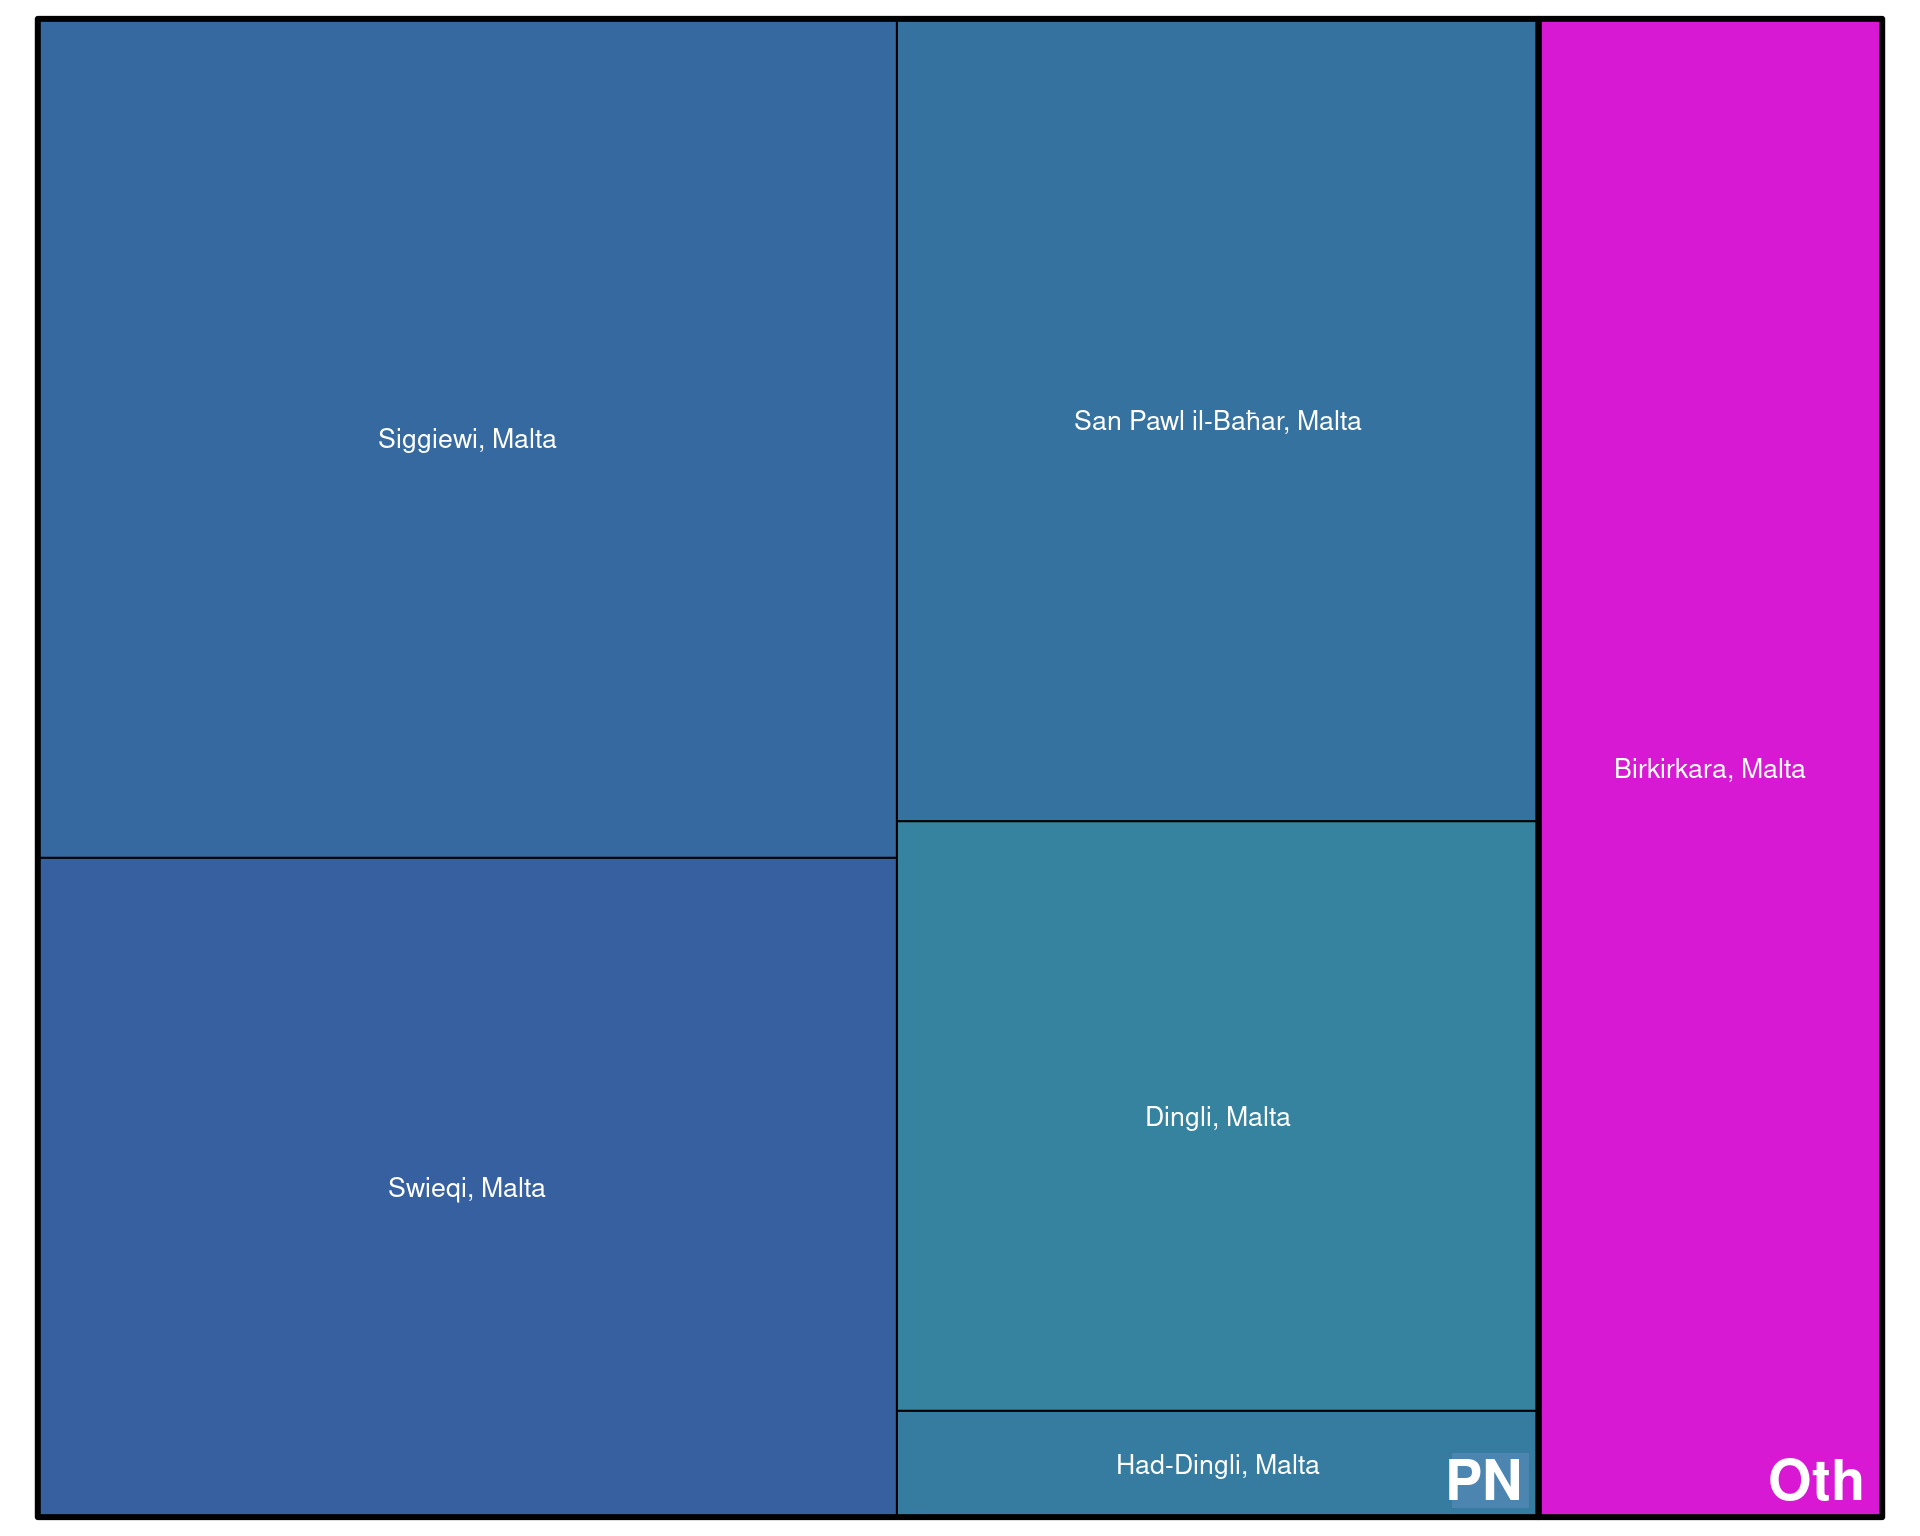 Siggiewi, Malta
San Pawl il-Baħar, Malta
Birkirkara, Malta
Dingli, Malta
Swieqi, Malta
Had-Dingli, Malta
PN
Oth